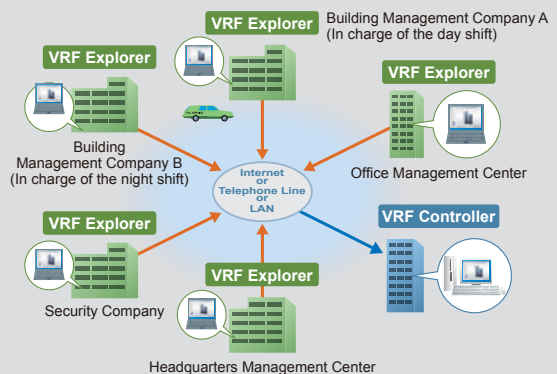 VRF Explorer
Building Management Company A
(In charge of the day shift)
VRF Explorer
VRF Explorer
Building
Management Company B
(In charge of the night shift)
Office Management Center
Internet
or
Telephone Line
or
LAN
VRF Explorer
Security Company
VRF Controller
VRF Explorer
Headquarters Management Center